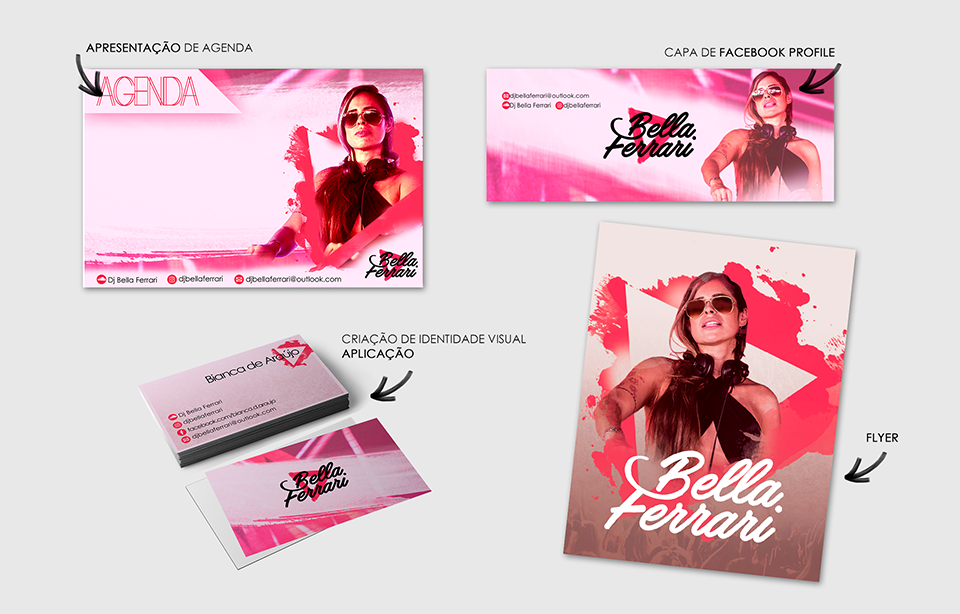 APRESENTAÇÃO DE AGENDA
AGENDA
Dj Bella Ferrari djbellaferrari djbellaferrari@outlook.com
Bella.
Ferrari
CAPA DE FACEBOOK PROFILE
djbellaferrari@outlook.com
Dj Bella Ferrari djbellaferrari
Bella.
Ferrari
CRIAÇÃO DE IDENTIDADE VISUAL
APLICAÇÃO
Bianca de Araújo
Dj Bella Ferrari
djbellaferrari
facebook.com/bianca.d.araujo
djbellaferrari@outlook.com
Bella.
Ferrari
FLYER
Bella.
Ferrari